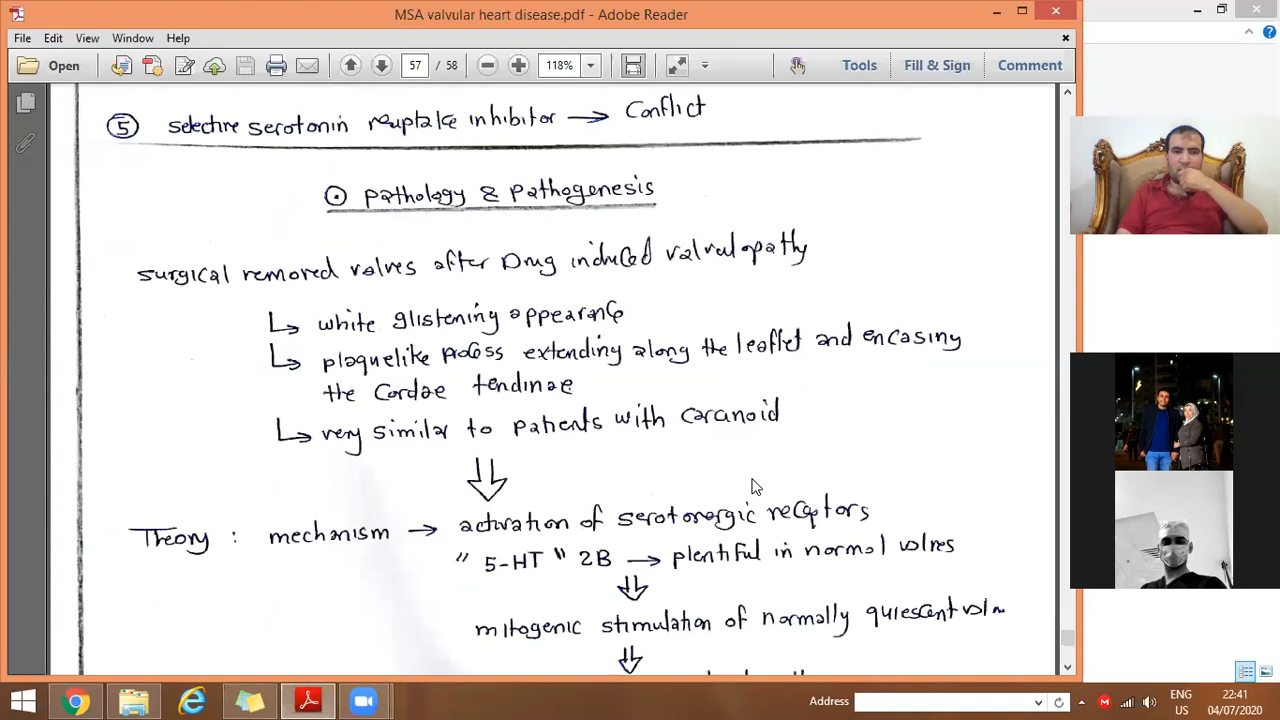 MSA valvular heart disease.pdf - Adobe Reader
File Edit View Window Help
Open 57 / 58 118% Tools Fill & Sign Comment
5 selective serotonin reuptake inhibitor → Conflict
⊙ pathology & pathogenesis
surgical removed valves after Drug induced valvulopathy
↳ white glistening appearance
↳ plaquelike process extending along the leaflet and encasing
the Cordae tendinae
↳ very similar to patients with caranoid
⇓
Theory : mechanism → activation of serotonergic receptors
" 5-HT " 2B → plentiful in normal valves
⇓
mitogenic stimulation of normally quiescent
⇓
Address
ENG
US
22:41
04/07/2020